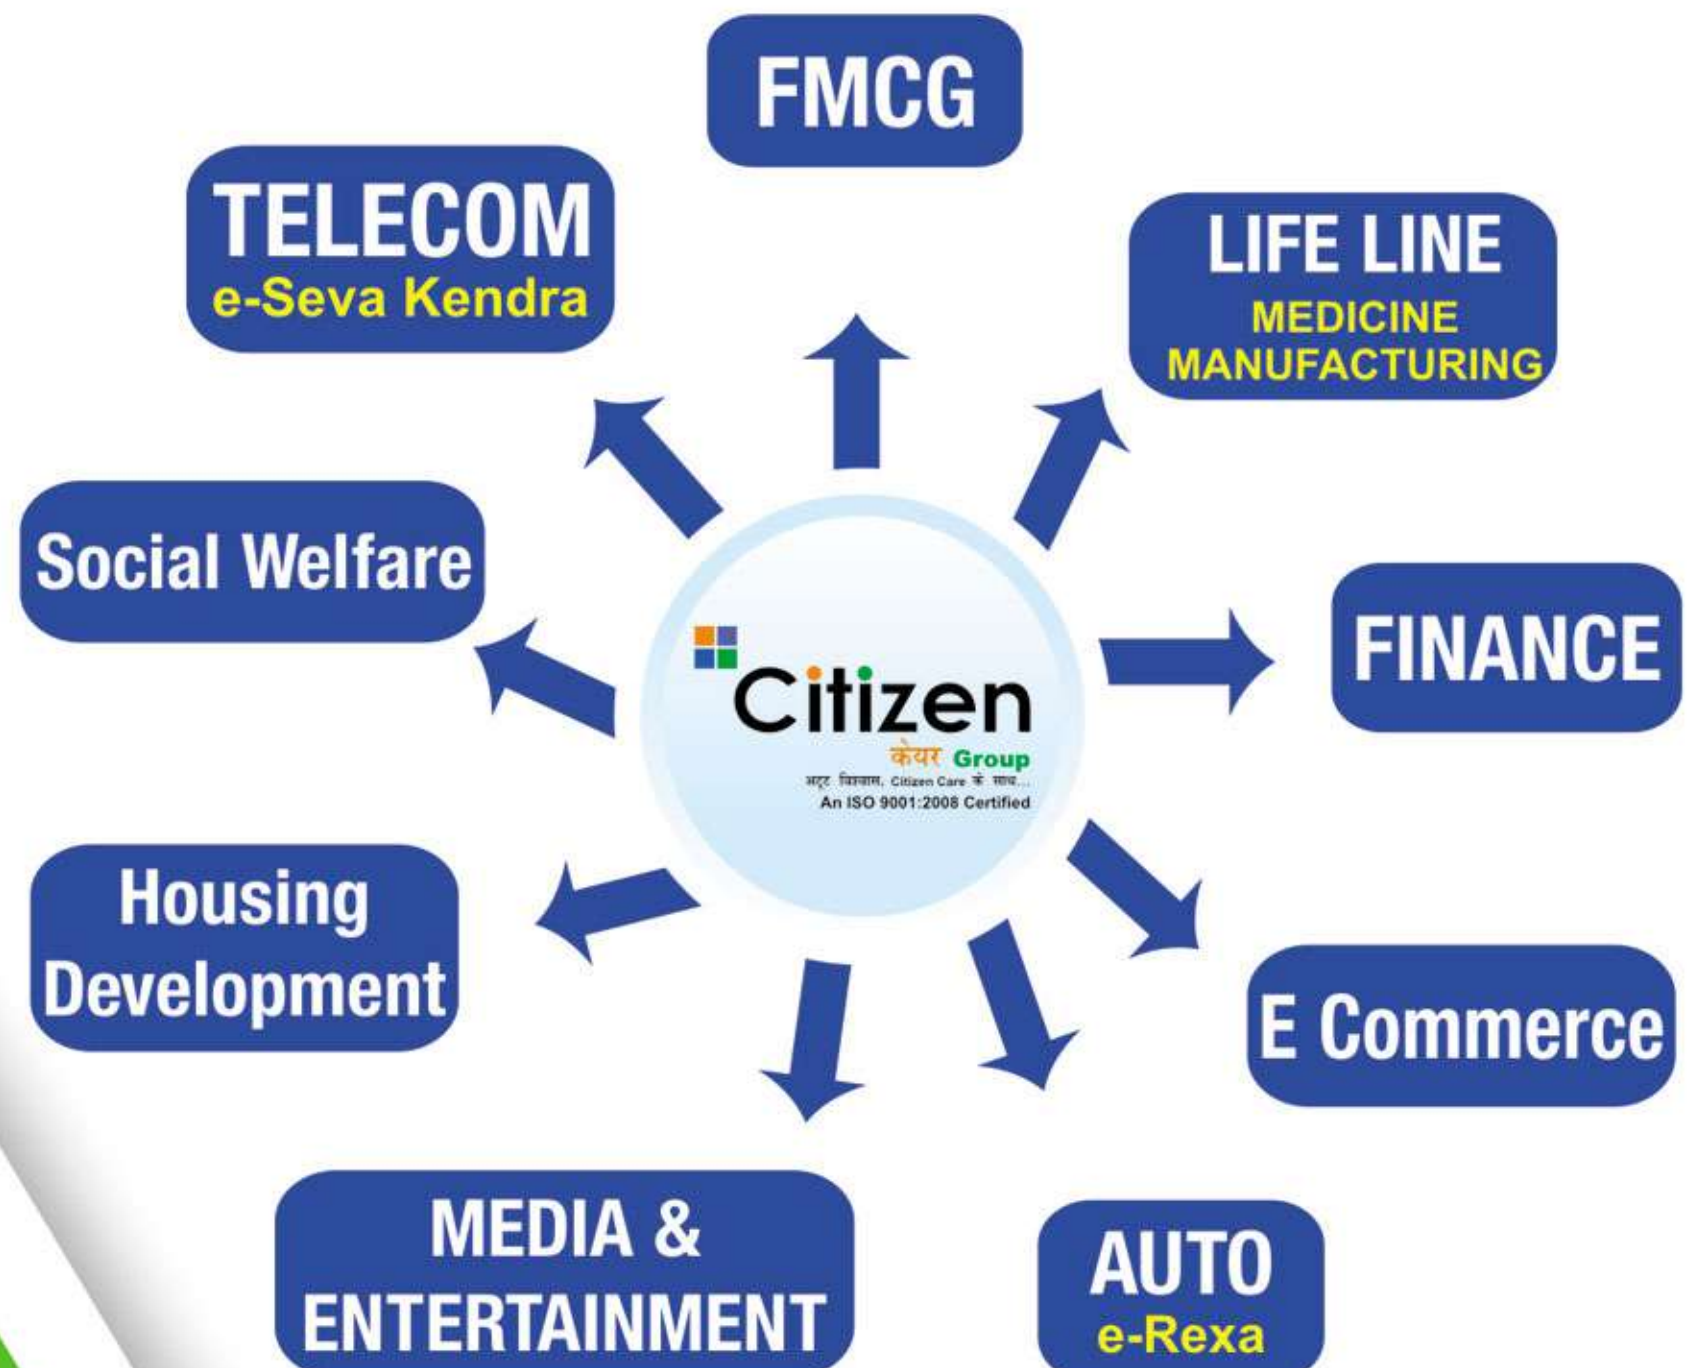 FMCG
TELECOM
e-Seva Kendra
LIFE LINE
MEDICINE
MANUFACTURING
Social Welfare
FINANCE
Citizen
केयर Group
अटूट विश्वास, Citizen Care के साथ...
An ISO 9001:2008 Certified
Housing
Development
E Commerce
MEDIA &
ENTERTAINMENT
AUTO
e-Rexa